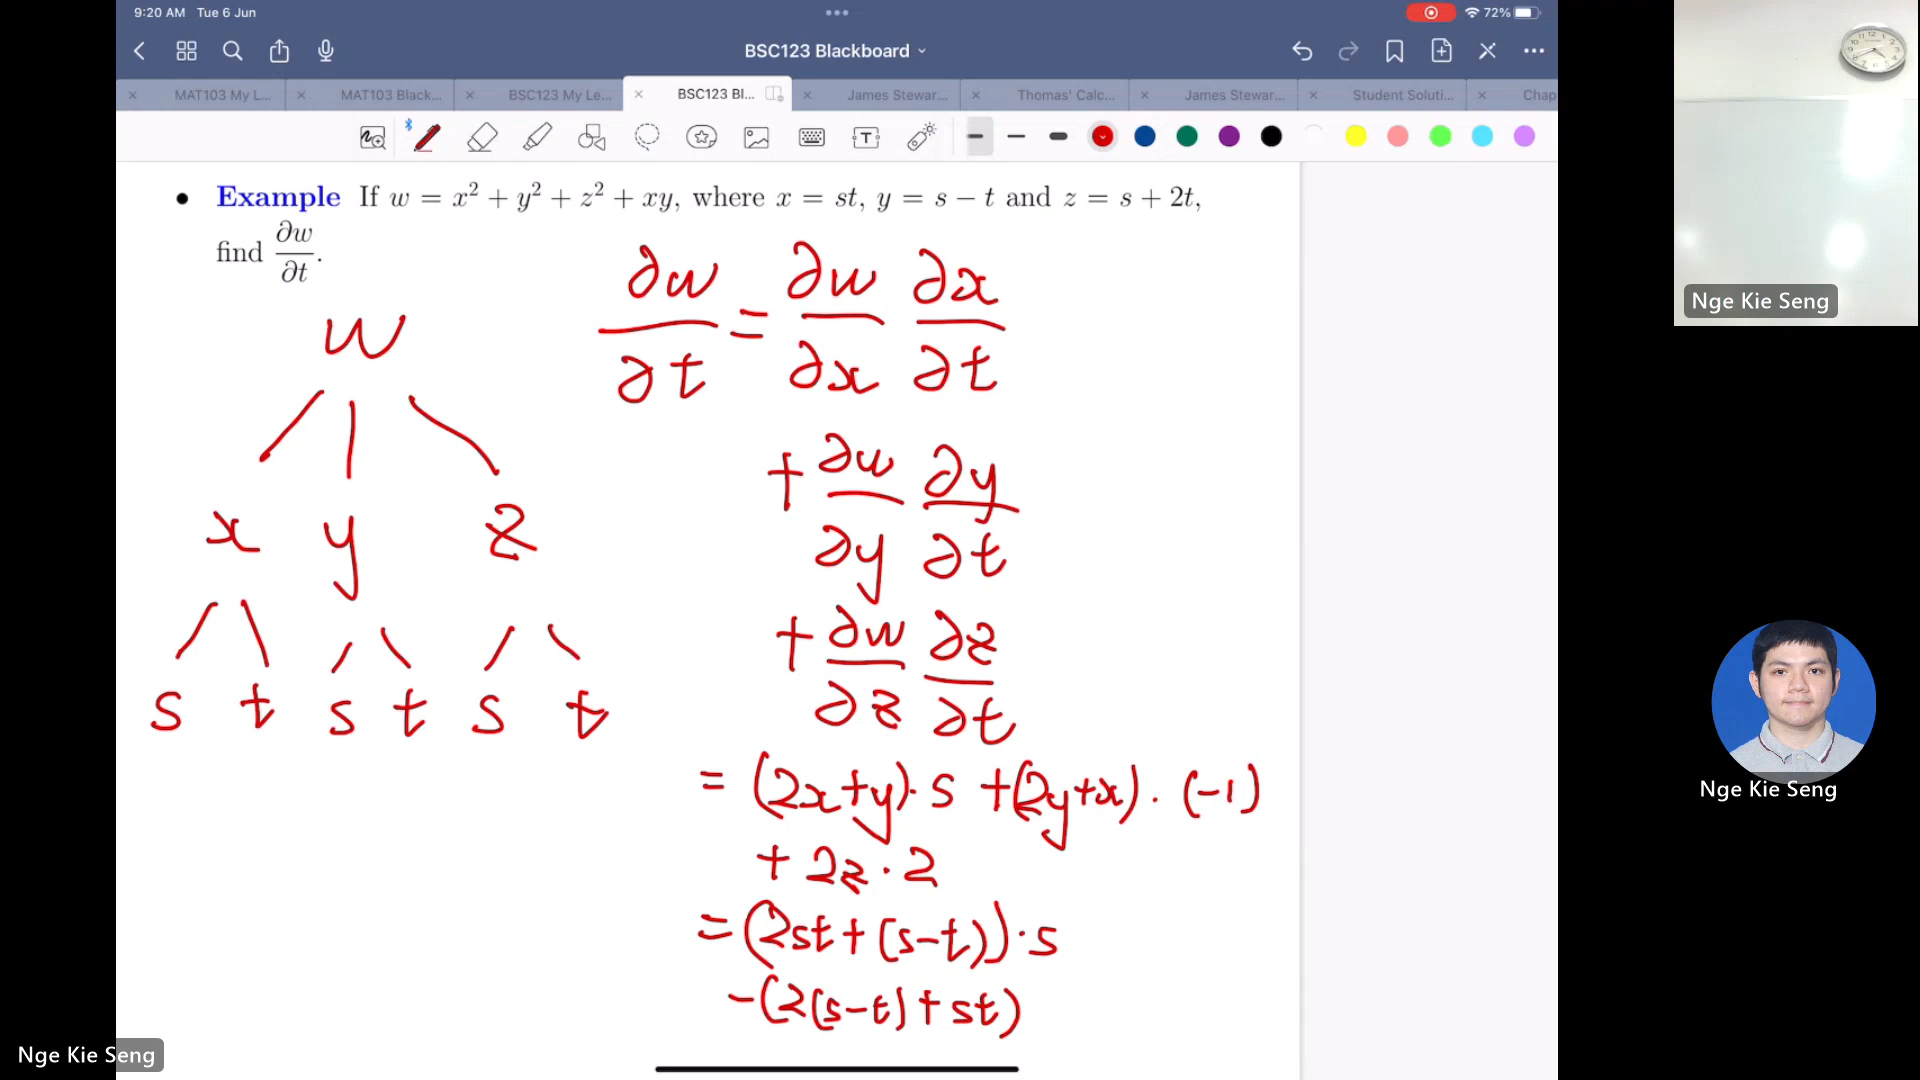 9:20 AM Tue 6 Jun
72%
BSC123 Blackboard
MAT103 My L...
MAT103 Black...
BSC123 My Le...
BSC123 Bl...
James Stewar...
Thomas' Calc...
James Stewar...
Student Soluti...
Chap
• Example If w = x² + y² + z² + xy, where x = st, y = s − t and z = s + 2t,
find ∂w/∂t.
w
x y z
s t s t s t
∂w/∂t = ∂w/∂x ∂x/∂t
+ ∂w/∂y ∂y/∂t
+ ∂w/∂z ∂z/∂t
= (2x+y)·s +(2y+x)·(-1)
+ 2z·2
= (2st+(s-t))·s
-(2(s-t)+st)
Nge Kie Seng
Nge Kie Seng
Nge Kie Seng